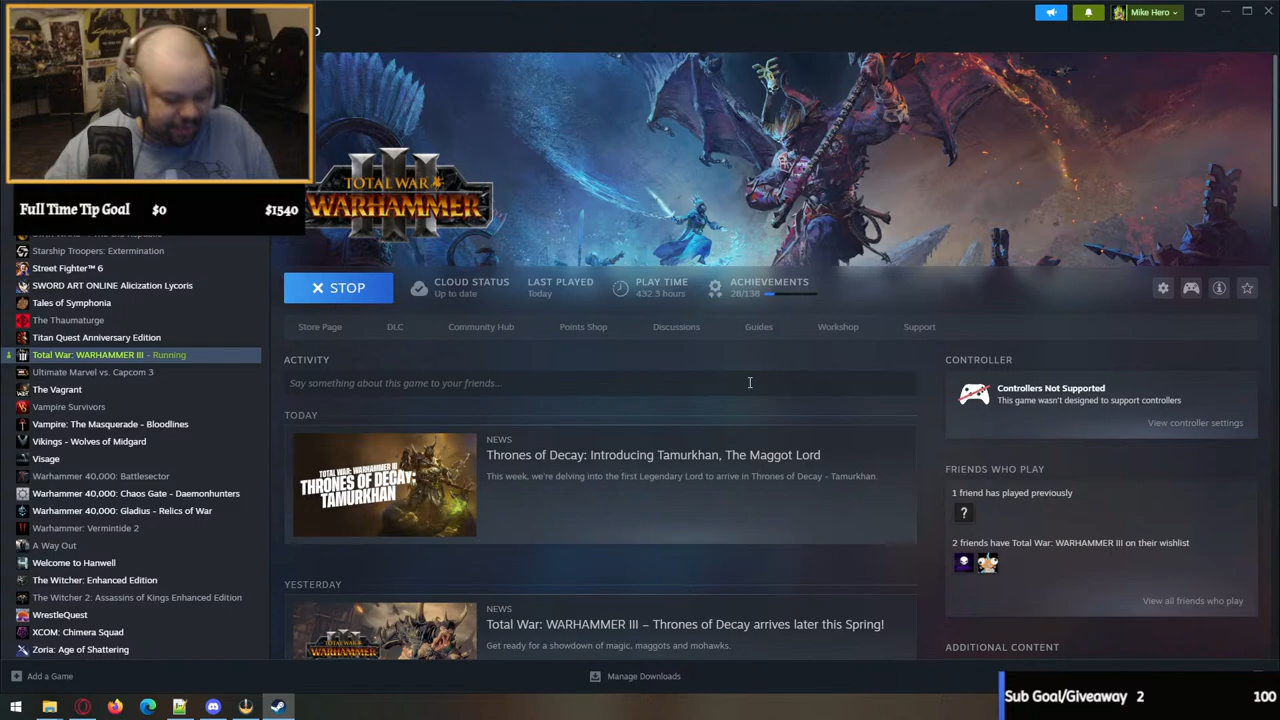 Mike Hero
Full Time Tip Goal $0 $1540
TOTAL WAR
III
WARHAMMER
Starship Troopers: Extermination
Street Fighter™ 6
SWORD ART ONLINE Alicization Lycoris
Tales of Symphonia
The Thaumaturge
Titan Quest Anniversary Edition
Total War: WARHAMMER III - Running
Ultimate Marvel vs. Capcom 3
The Vagrant
Vampire Survivors
Vampire: The Masquerade - Bloodlines
Vikings - Wolves of Midgard
Visage
Warhammer 40,000: Battlesector
Warhammer 40,000: Chaos Gate - Daemonhunters
Warhammer 40,000: Gladius - Relics of War
Warhammer: Vermintide 2
A Way Out
Welcome to Hanwell
The Witcher: Enhanced Edition
The Witcher 2: Assassins of Kings Enhanced Edition
WrestleQuest
XCOM: Chimera Squad
Zoria: Age of Shattering
STOP
CLOUD STATUS
Up to date
LAST PLAYED
Today
PLAY TIME
432.3 hours
ACHIEVEMENTS
28/138
Store Page DLC Community Hub Points Shop Discussions Guides Workshop Support
ACTIVITY
Say something about this game to your friends...
TODAY
TOTAL WAR WARHAMMER III
THRONES OF DECAY:
TAMURKHAN
NEWS
Thrones of Decay: Introducing Tamurkhan, The Maggot Lord
This week, we're delving into the first Legendary Lord to arrive in Thrones of Decay - Tamurkhan.
YESTERDAY
WARHAMMER
NEWS
Total War: WARHAMMER III – Thrones of Decay arrives later this Spring!
Get ready for a showdown of magic, maggots and mohawks.
CONTROLLER
Controllers Not Supported
This game wasn't designed to support controllers
View controller settings
FRIENDS WHO PLAY
1 friend has played previously
?
2 friends have Total War: WARHAMMER III on their wishlist
View all friends who play
ADDITIONAL CONTENT
Add a Game
Manage Downloads
Sub Goal/Giveaway 2 100